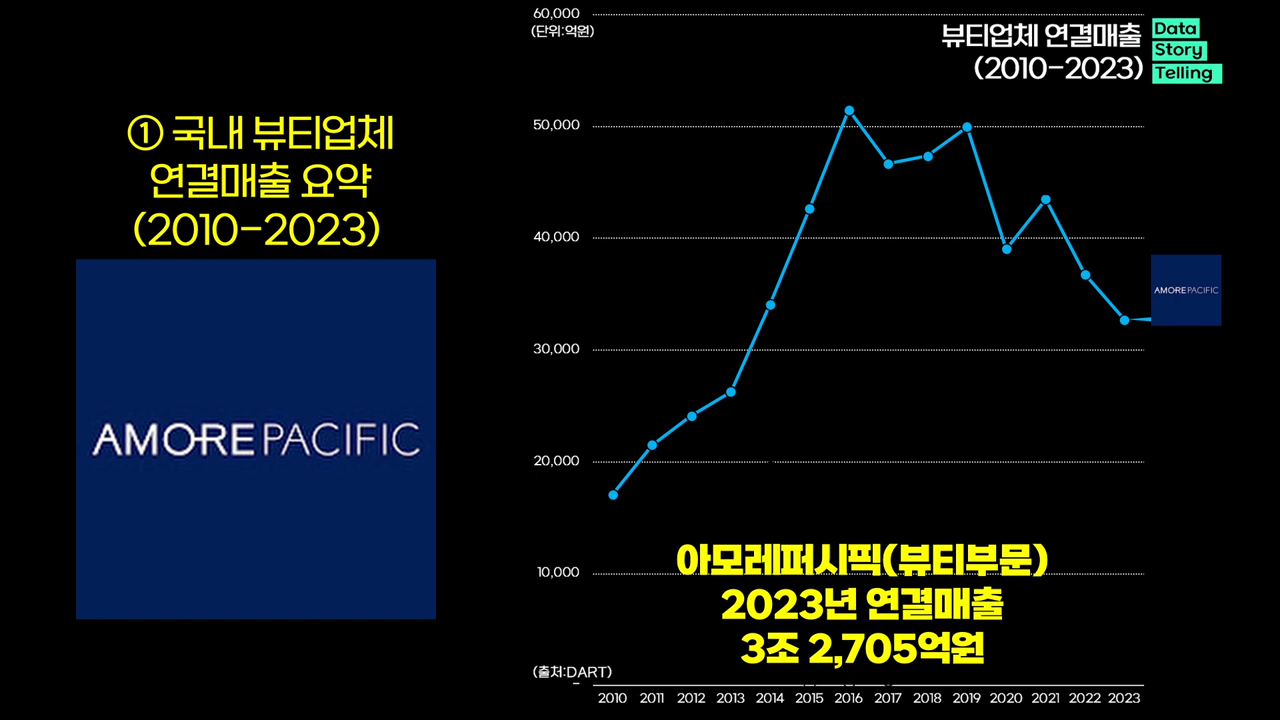 ① 국내 뷰티업체
연결매출 요약
(2010-2023)
AMOREPACIFIC
60,000
(단위:억원)
뷰티업체 연결매출
(2010-2023)
Data
Story
Telling
50,000
40,000
30,000
20,000
10,000
-
AMOREPACIFIC
아모레퍼시픽(뷰티부문)
2023년 연결매출
3조 2,705억원
(출처:DART)
2010 2011 2012 2013 2014 2015 2016 2017 2018 2019 2020 2021 2022 2023